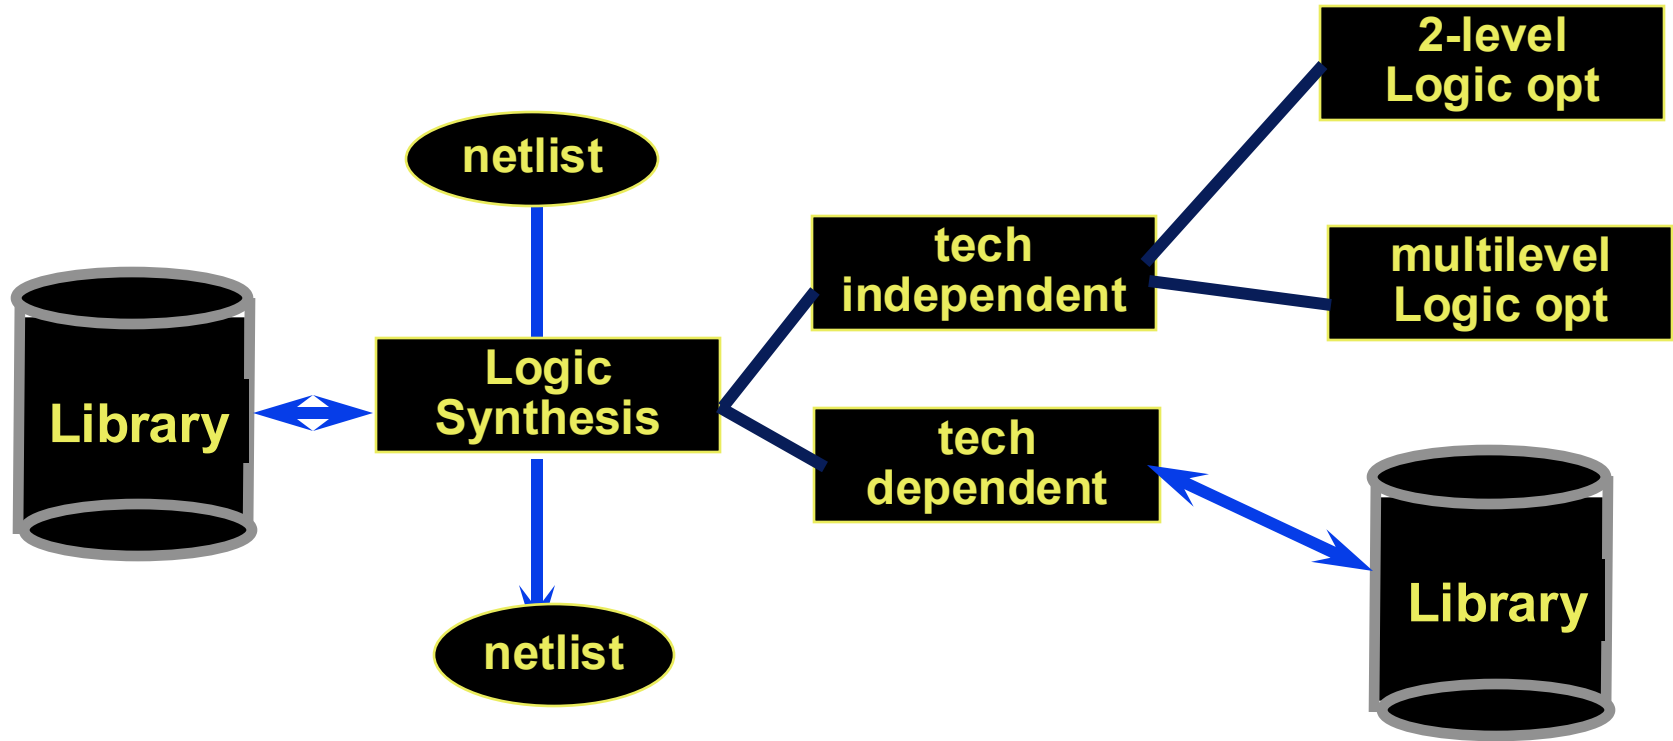 2-level
Logic opt
netlist
tech
independent
multilevel
Logic opt
Library
Logic
Synthesis
tech
dependent
Library
netlist